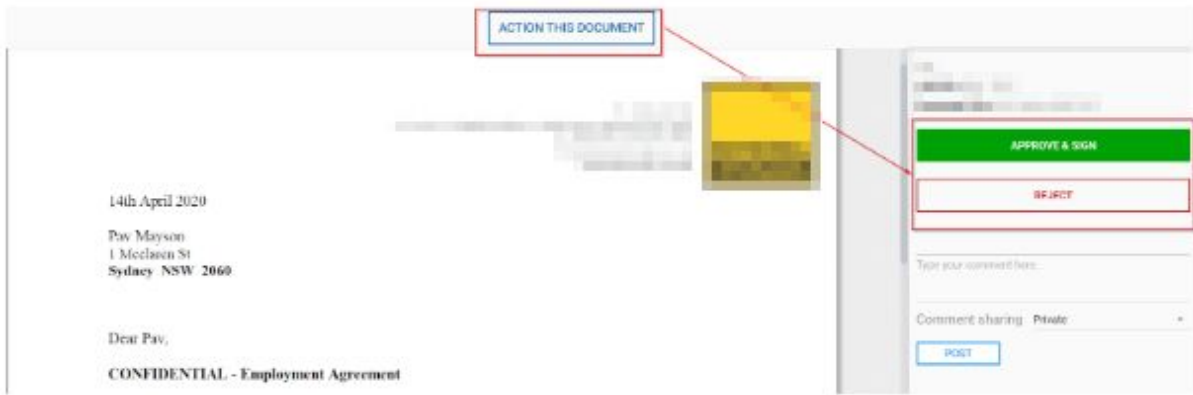 ACTION THIS DOCUMENT
14th April 2020
Pav Mayson
1 Mcclaren St
Sydney NSW 2060
Dear Pav,
CONFIDENTIAL - Employment Agreement
APPROVE & SIGN
REJECT
Type your comment here...
Comment sharing Private
POST